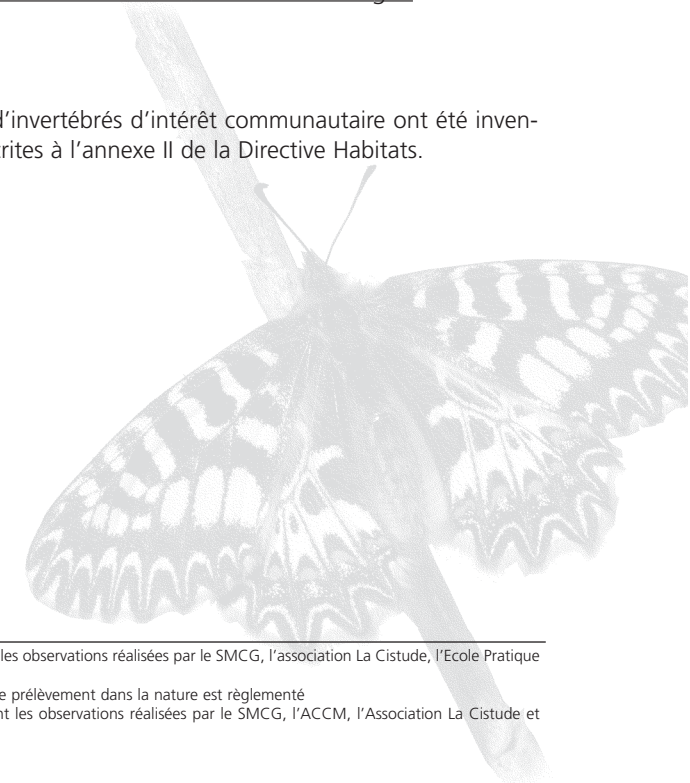 d'invertébrés d'intérêt communautaire ont été inven-
rites à l'annexe II de la Directive Habitats.
les observations réalisées par le SMCG, l'association La Cistude, l'Ecole Pratique
e prélèvement dans la nature est règlementé
nt les observations réalisées par le SMCG, l'ACCM, l'Association La Cistude et